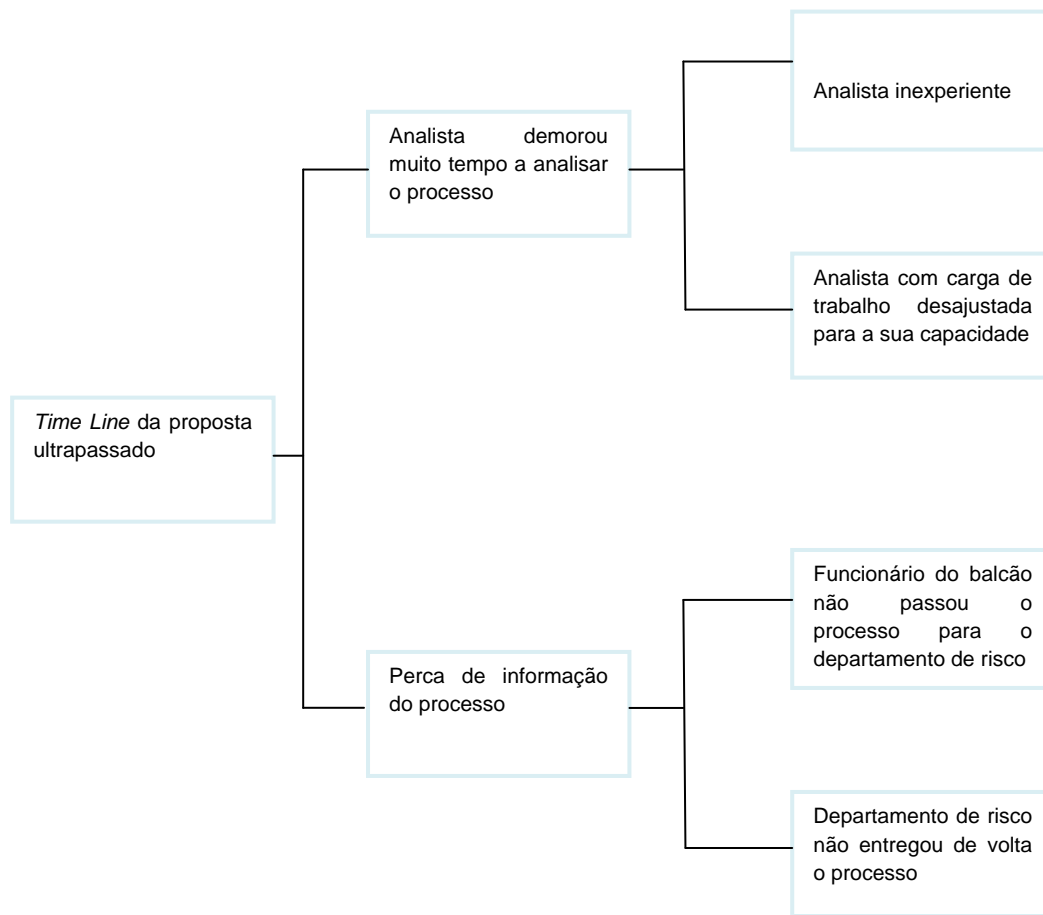 Analista inexperiente
Analista demorou
muito tempo a analisar
o processo
Analista com carga de
trabalho desajustada
para a sua capacidade
Time Line da proposta
ultrapassado
Funcionário do balcão
não passou o
processo para o
departamento de risco
Perca de informação
do processo
Departamento de risco
não entregou de volta
o processo